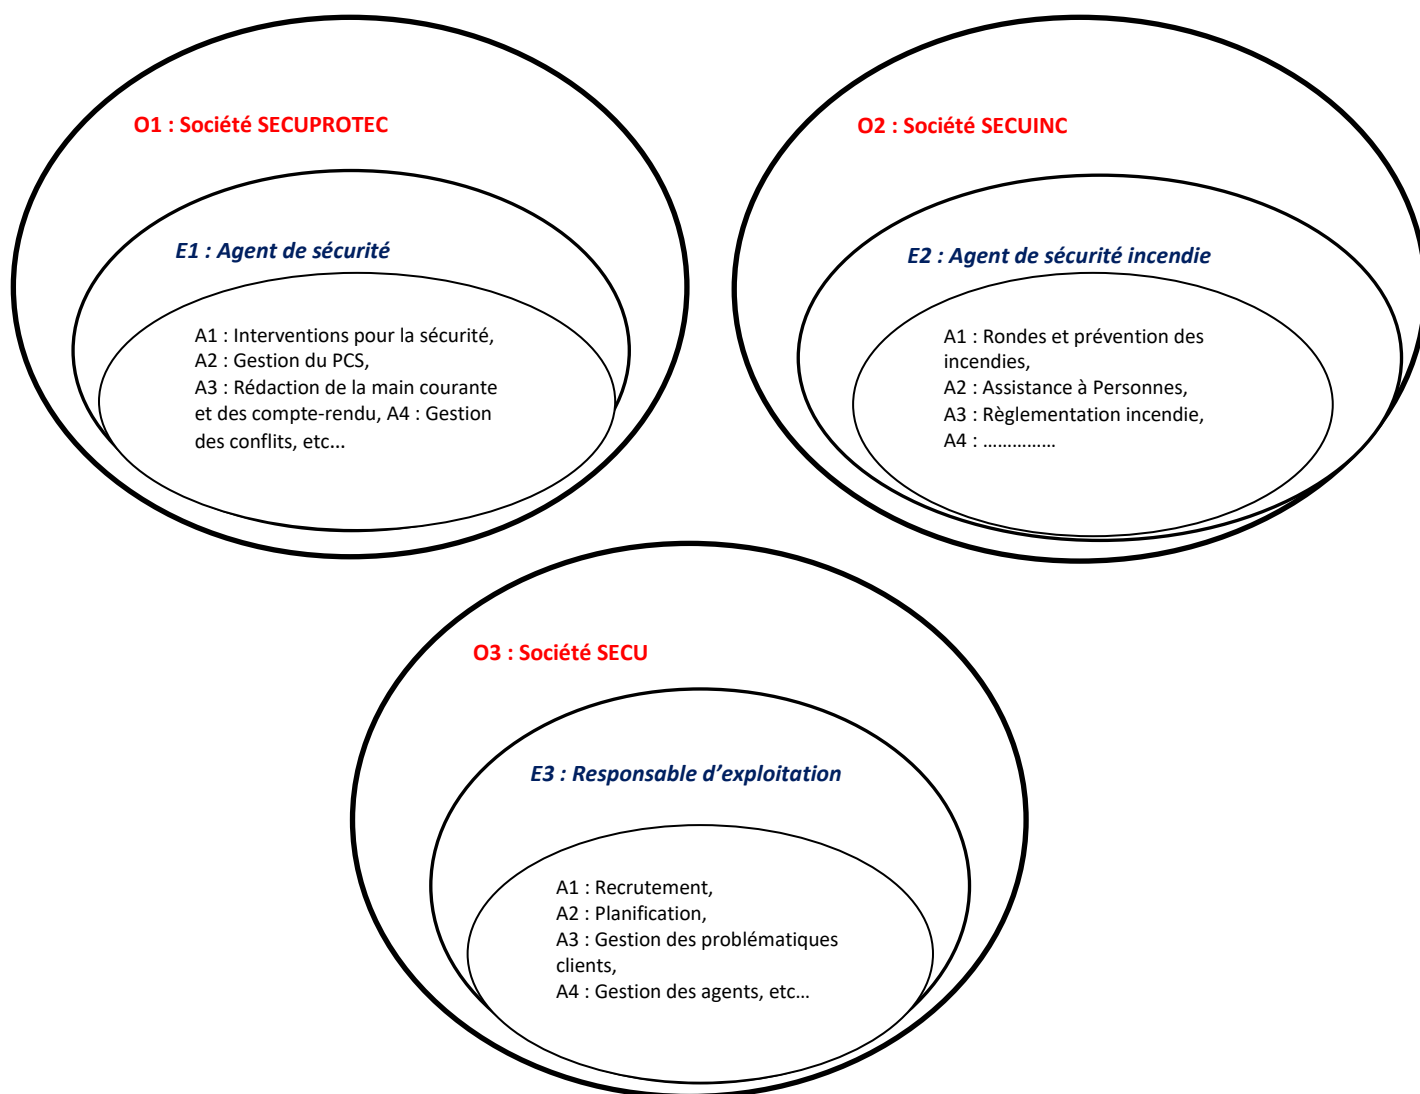 O1 : Société SECUPROTEC
E1 : Agent de sécurité
A1 : Interventions pour la sécurité,
A2 : Gestion du PCS,
A3 : Rédaction de la main courante
et des compte-rendu, A4 : Gestion
des conflits, etc...
O2 : Société SECUINC
E2 : Agent de sécurité incendie
A1 : Rondes et prévention des
incendies,
A2 : Assistance à Personnes,
A3 : Règlementation incendie,
A4 : ……………
O3 : Société SECU
E3 : Responsable d’exploitation
A1 : Recrutement,
A2 : Planification,
A3 : Gestion des problématiques
clients,
A4 : Gestion des agents, etc…